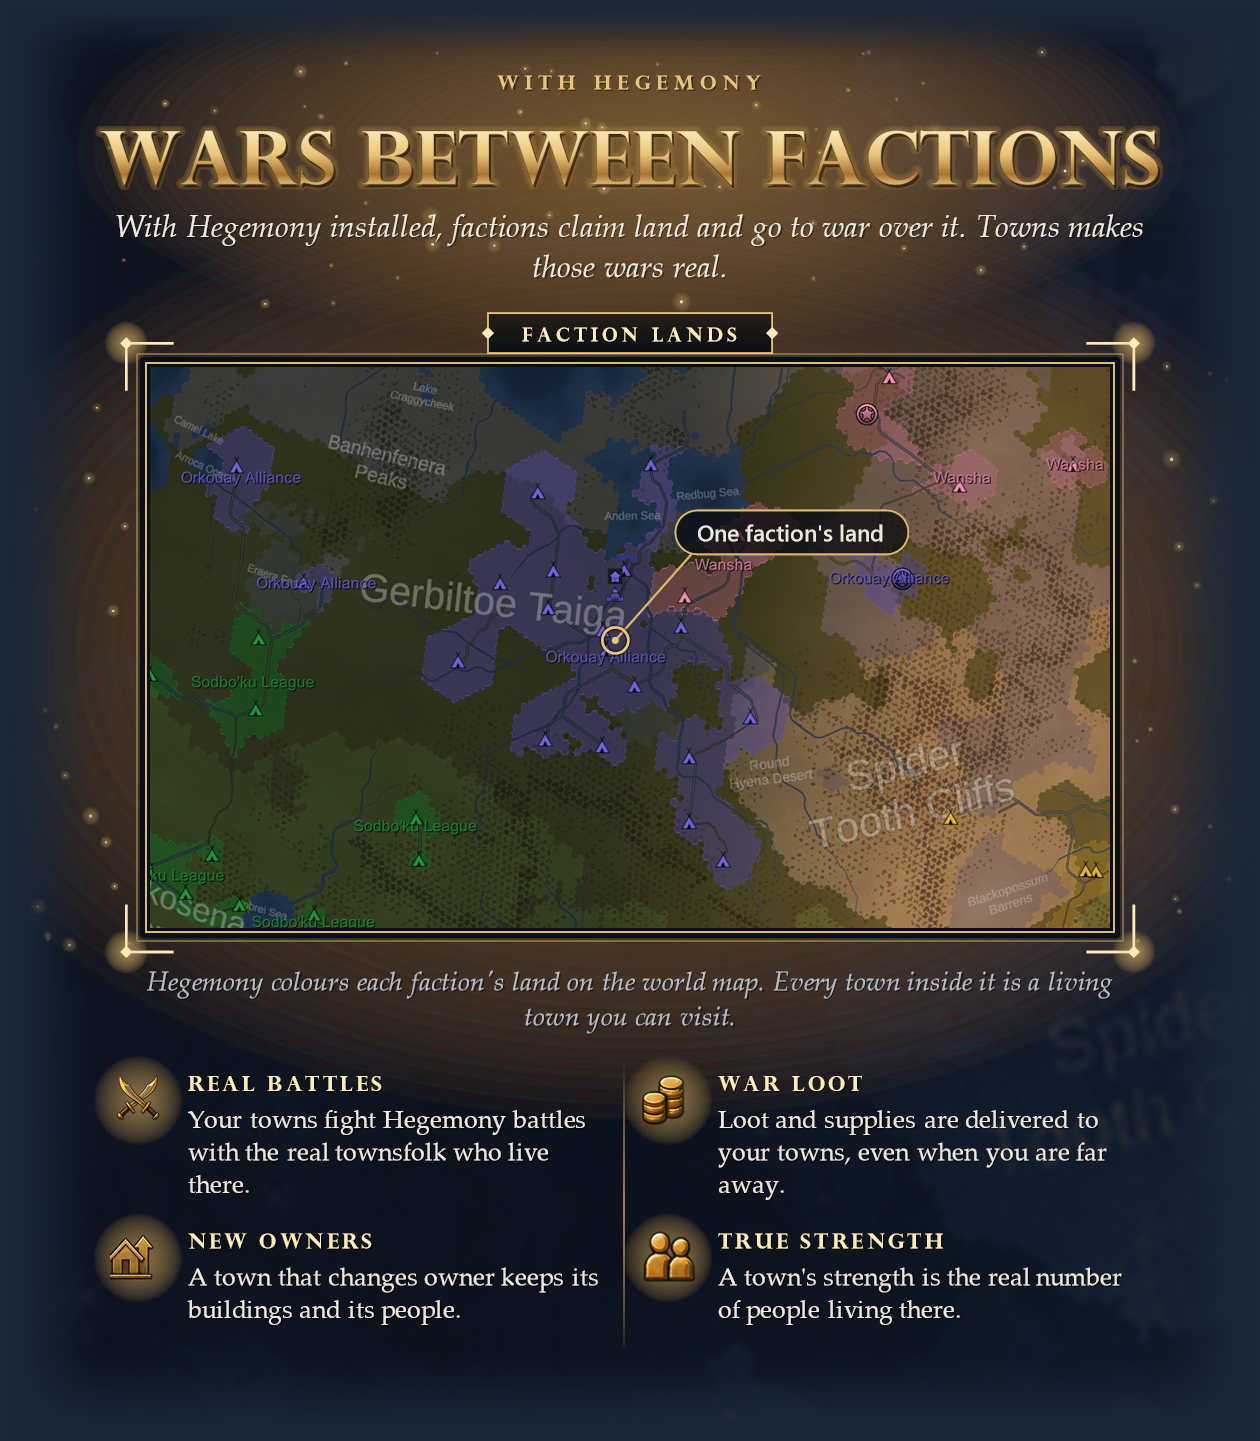 WITH HEGEMONY
WARS BETWEEN FACTIONS
With Hegemony installed, factions claim land and go to war over it. Towns makes
those wars real.
FACTION LANDS
Lake
Craggycheek
Camel Lake
Banhenfenera
Peaks
Arroca
Orkouay Alliance
Wansha
Wansha
Redbug Sea
Anden Sea
One faction's land
Wansha
Orkouay Alliance
Orkouay Alliance
Gerbiltoe Taiga
Orkouay Alliance
Sodbo'ku League
Round
Hyena Desert
Spider
Tooth Cliffs
Sodbo'ku League
ku League
Blackopossum
Barrens
kosena
brei Sea
Sodbo'ku League
Hegemony colours each faction's land on the world map. Every town inside it is a living
town you can visit.
REAL BATTLES
Your towns fight Hegemony battles
with the real townsfolk who live
there.
WAR LOOT
Loot and supplies are delivered to
your towns, even when you are far
away.
NEW OWNERS
A town that changes owner keeps its
buildings and its people.
TRUE STRENGTH
A town's strength is the real number
of people living there.